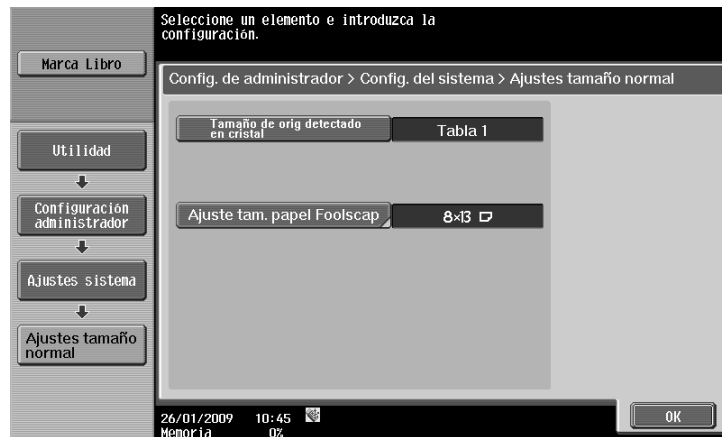 Seleccione un elemento e introduzca la
configuración.
Marca Libro
Config. de administrador > Config. del sistema > Ajustes tamaño normal
Tamaño de orig detectado
en cristal
Tabla 1
Utilidad
Ajuste tam. papel Foolscap
8×13
Configuración
administrador
Ajustes sistema
Ajustes tamaño
normal
26/01/2009 10:45
Memoria 0%
OK